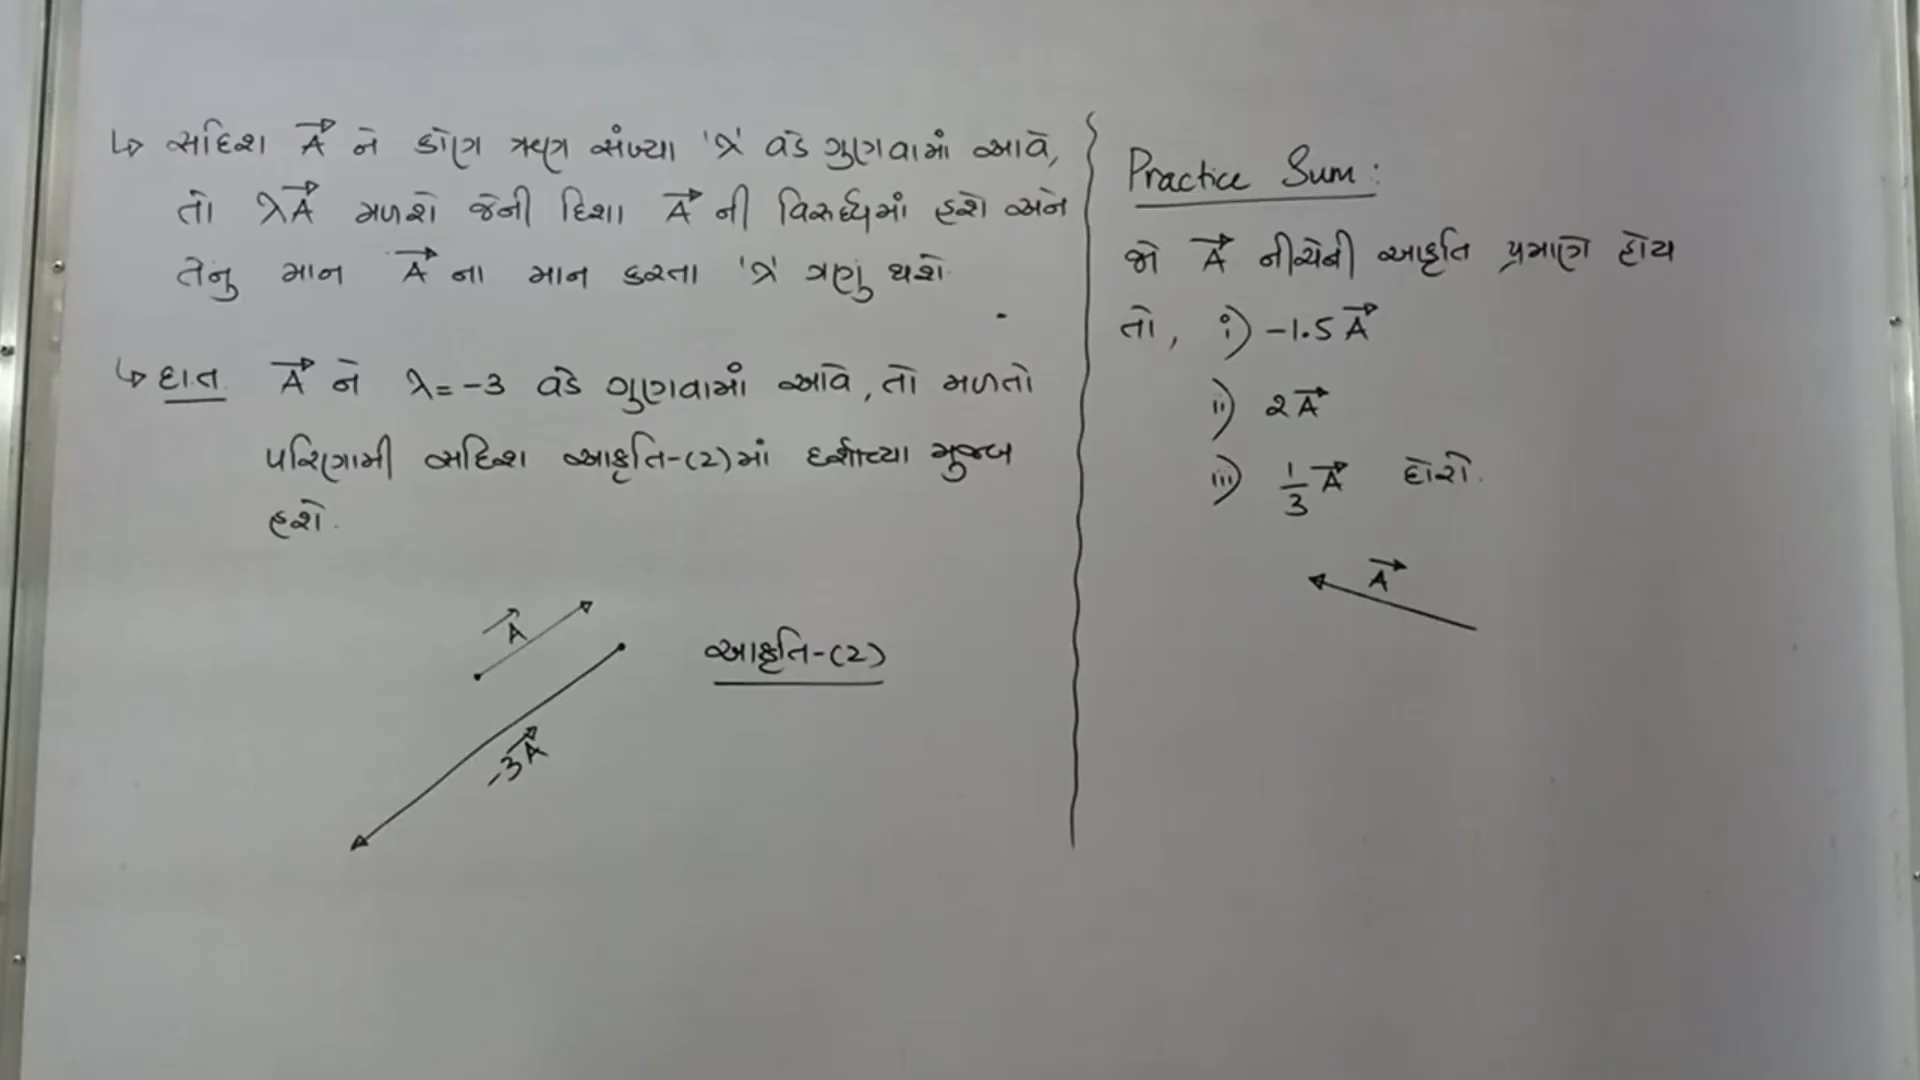 ↳ સદિશ A⃗ ને કોઇ ઋણ સંખ્યા 'λ' વડે ગુણવામાં આવે,
તો λA⃗ મળશે જેની દિશા A⃗ ની વિરુધ્ધમાં હશે અને
તેનુ માન A⃗ ના માન કરતા 'λ' ગણું થશે.
↳ દા.ત. A⃗ ને λ = -3 વડે ગુણવામાં આવે, તો મળતો
પરિણામી સદિશ આકૃતિ-(2)માં દર્શાવ્યા મુજબ
હશે.
A⃗
-3A⃗
આકૃતિ-(2)
Practice Sum:
જો A⃗ નીચેની આકૃતિ પ્રમાણે હોય
તો, i) -1.5A⃗
ii) 2A⃗
iii) 1/3 A⃗ દોરો.
A⃗